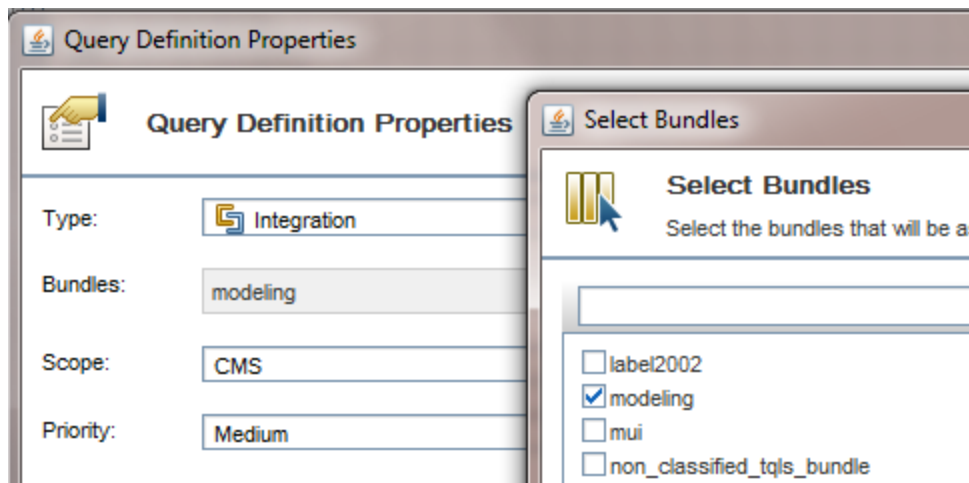 Query Definition Properties
Query Definition Properties
Type:
Integration
Bundles:
modeling
Scope:
CMS
Priority:
Medium
Select Bundles
Select Bundles
Select the bundles that will be
label2002
modeling
mui
non_classified_tqls_bundle